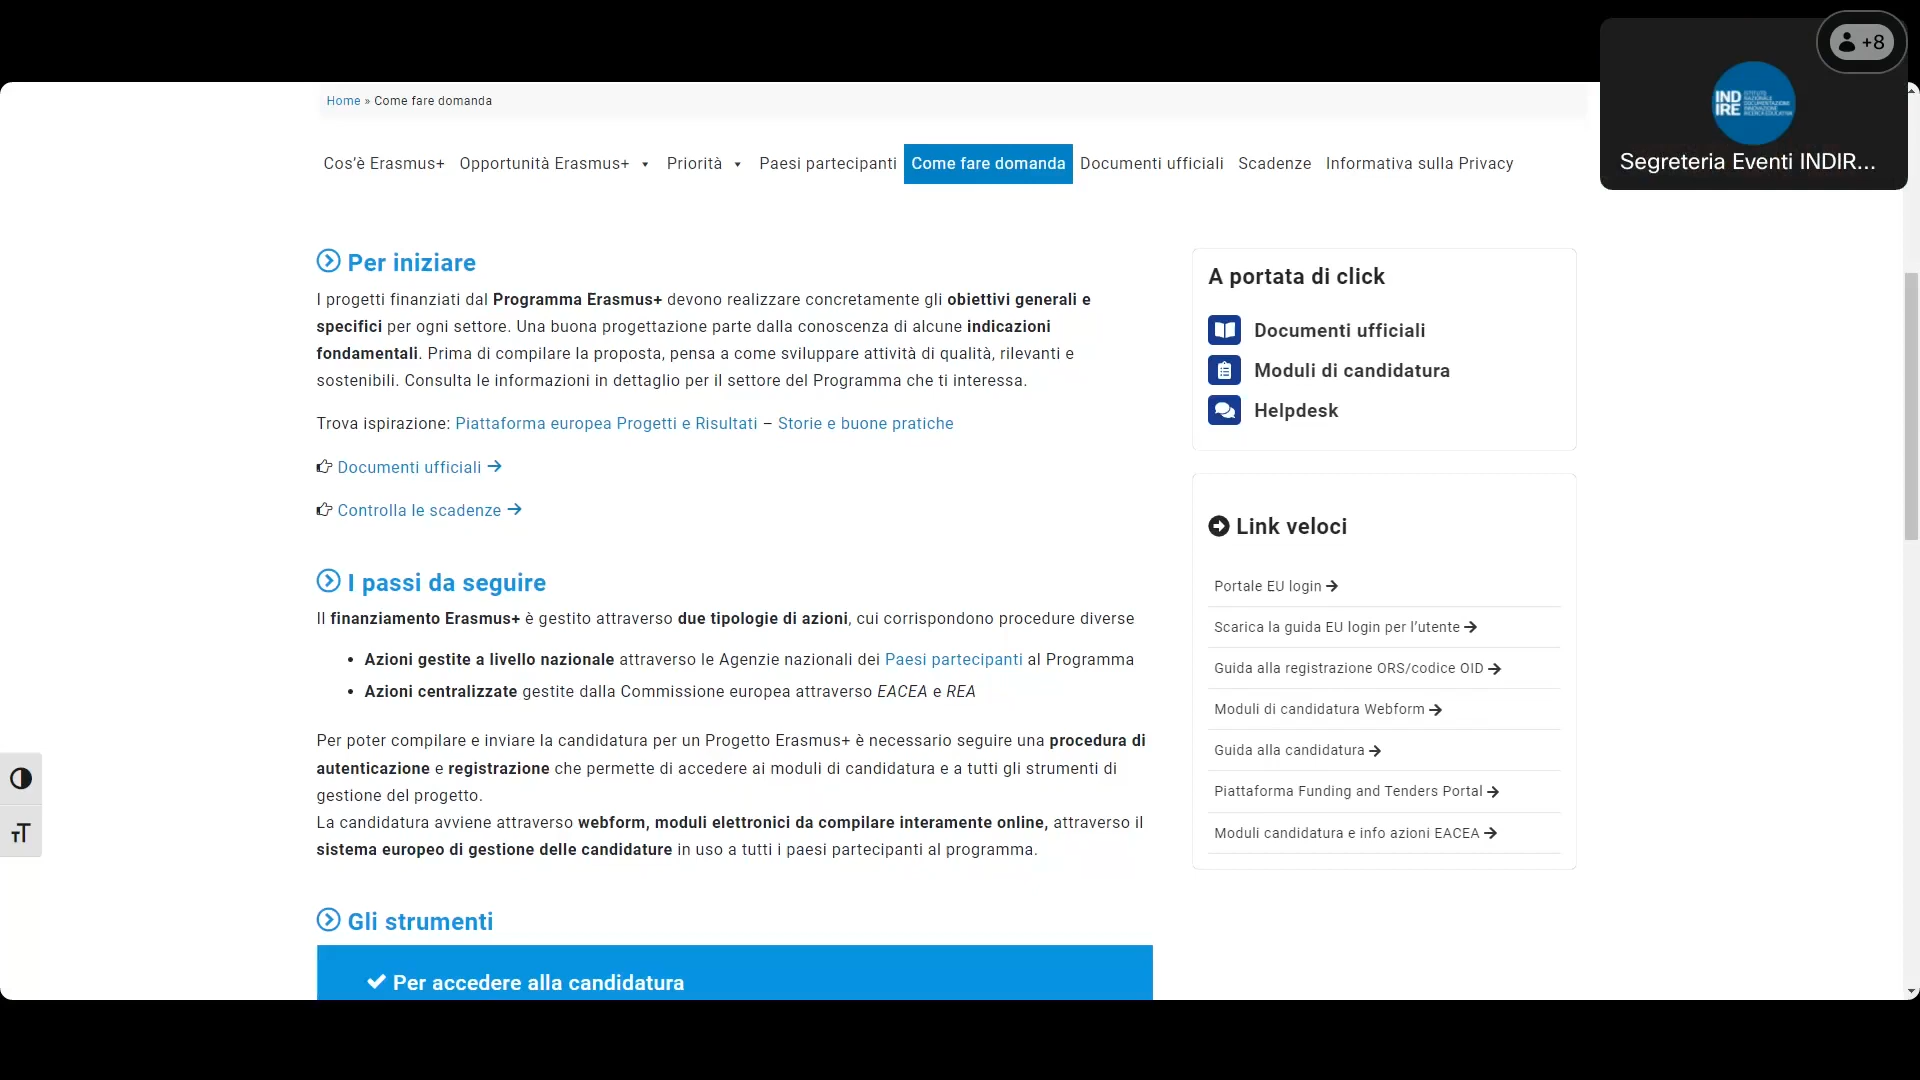 +8
IND
IRE
Segreteria Eventi INDIR...
Home » Come fare domanda
Cos'è Erasmus+ Opportunità Erasmus+ Priorità Paesi partecipanti Come fare domanda Documenti ufficiali Scadenze Informativa sulla Privacy
Per iniziare
I progetti finanziati dal Programma Erasmus+ devono realizzare concretamente gli obiettivi generali e
specifici per ogni settore. Una buona progettazione parte dalla conoscenza di alcune indicazioni
fondamentali. Prima di compilare la proposta, pensa a come sviluppare attività di qualità, rilevanti e
sostenibili. Consulta le informazioni in dettaglio per il settore del Programma che ti interessa.
Trova ispirazione: Piattaforma europea Progetti e Risultati – Storie e buone pratiche
Documenti ufficiali
Controlla le scadenze
I passi da seguire
Il finanziamento Erasmus+ è gestito attraverso due tipologie di azioni, cui corrispondono procedure diverse
• Azioni gestite a livello nazionale attraverso le Agenzie nazionali dei Paesi partecipanti al Programma
• Azioni centralizzate gestite dalla Commissione europea attraverso EACEA e REA
Per poter compilare e inviare la candidatura per un Progetto Erasmus+ è necessario seguire una procedura di
autenticazione e registrazione che permette di accedere ai moduli di candidatura e a tutti gli strumenti di
gestione del progetto.
La candidatura avviene attraverso webform, moduli elettronici da compilare interamente online, attraverso il
sistema europeo di gestione delle candidature in uso a tutti i paesi partecipanti al programma.
Gli strumenti
Per accedere alla candidatura
A portata di click
Documenti ufficiali
Moduli di candidatura
Helpdesk
Link veloci
Portale EU login
Scarica la guida EU login per l'utente
Guida alla registrazione ORS/codice OID
Moduli di candidatura Webform
Guida alla candidatura
Piattaforma Funding and Tenders Portal
Moduli candidatura e info azioni EACEA
TT